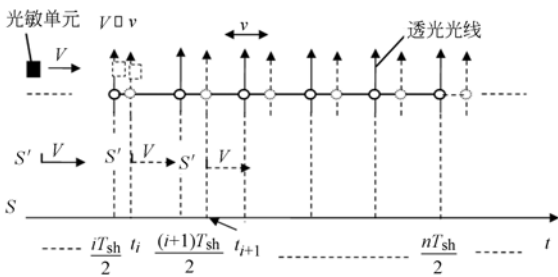 光敏单元
V
V□v
v
透光光线
S′ V S′ V S′ V
S
t
iTsh/2 ti (i+1)Tsh/2 ti+1 nTsh/2